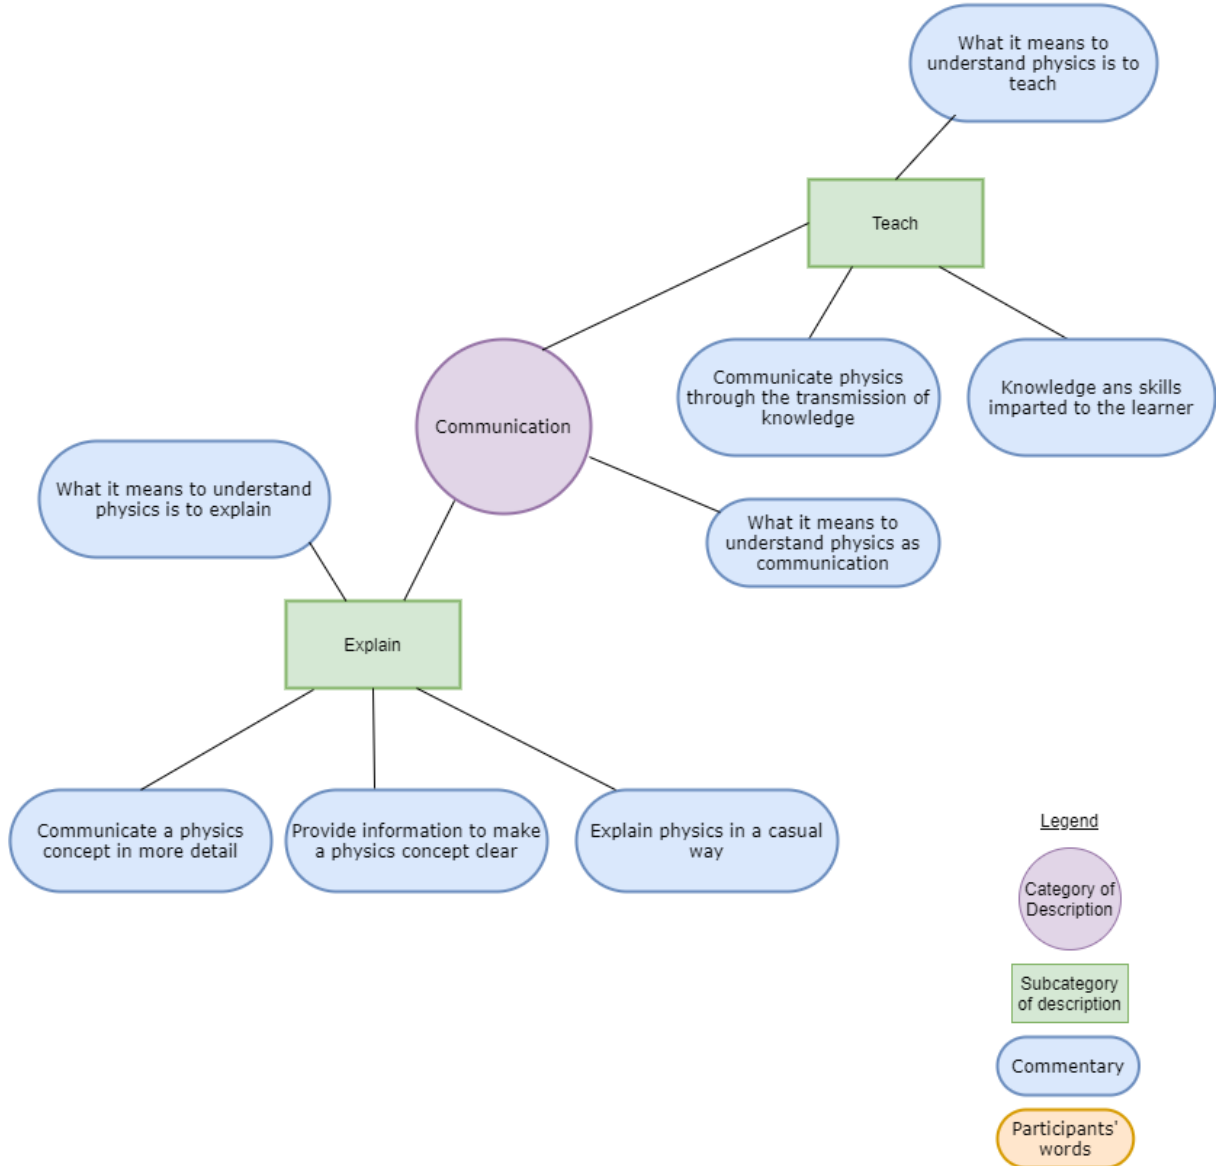 What it means to
understand physics is to
teach
Teach
Communicate physics
through the transmission of
knowledge
Knowledge ans skills
imparted to the learner
Communication
What it means to understand
physics is to explain
What it means to
understand physics as
communication
Explain
Communicate a physics
concept in more detail
Provide information to make
a physics concept clear
Explain physics in a casual
way
Legend
Category of
Description
Subcategory
of description
Commentary
Participants'
words